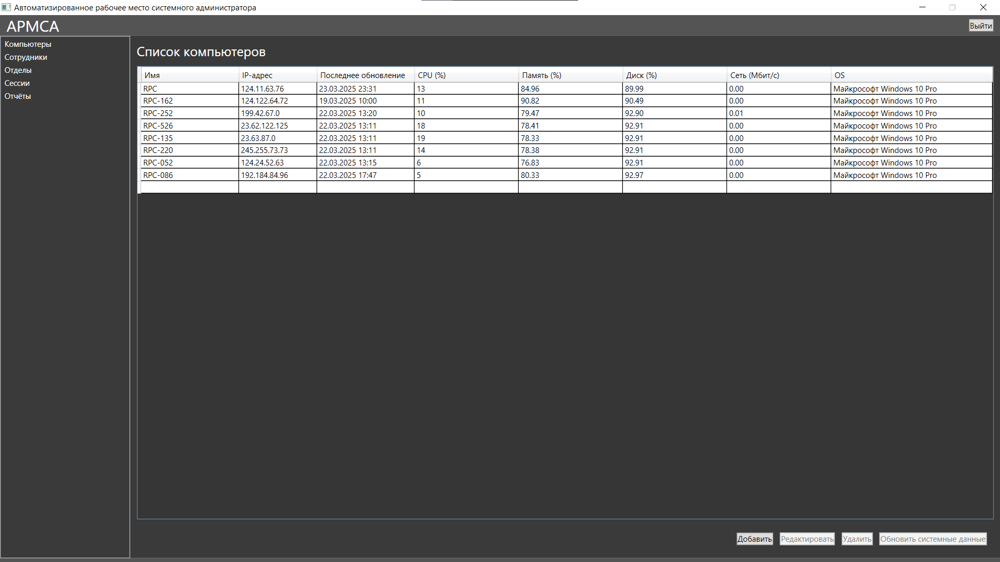 Автоматизированное рабочее место системного администратора
АРМСА
Выйти
Компьютеры
Сотрудники
Отделы
Сессии
Отчёты
Список компьютеров
Имя IP-адрес Последнее обновление CPU (%) Память (%) Диск (%) Сеть (Мбит/с) OS
RPC 124.11.63.76 23.03.2025 23:31 13 84.96 89.99 0.00 Майкрософт Windows 10 Pro
RPC-162 124.122.64.72 19.03.2025 10:00 11 90.82 90.49 0.00 Майкрософт Windows 10 Pro
RPC-252 199.42.67.0 22.03.2025 13:20 10 79.47 92.90 0.01 Майкрософт Windows 10 Pro
RPC-526 23.62.122.125 22.03.2025 13:11 18 78.41 92.91 0.00 Майкрософт Windows 10 Pro
RPC-135 23.63.87.0 22.03.2025 13:11 19 78.33 92.91 0.00 Майкрософт Windows 10 Pro
RPC-220 245.255.73.73 22.03.2025 13:11 14 78.38 92.91 0.00 Майкрософт Windows 10 Pro
RPC-052 124.24.52.63 22.03.2025 13:15 6 76.83 92.91 0.00 Майкрософт Windows 10 Pro
RPC-086 192.184.84.96 22.03.2025 17:47 5 80.33 92.97 0.00 Майкрософт Windows 10 Pro
Добавить Редактировать Удалить Обновить системные данные